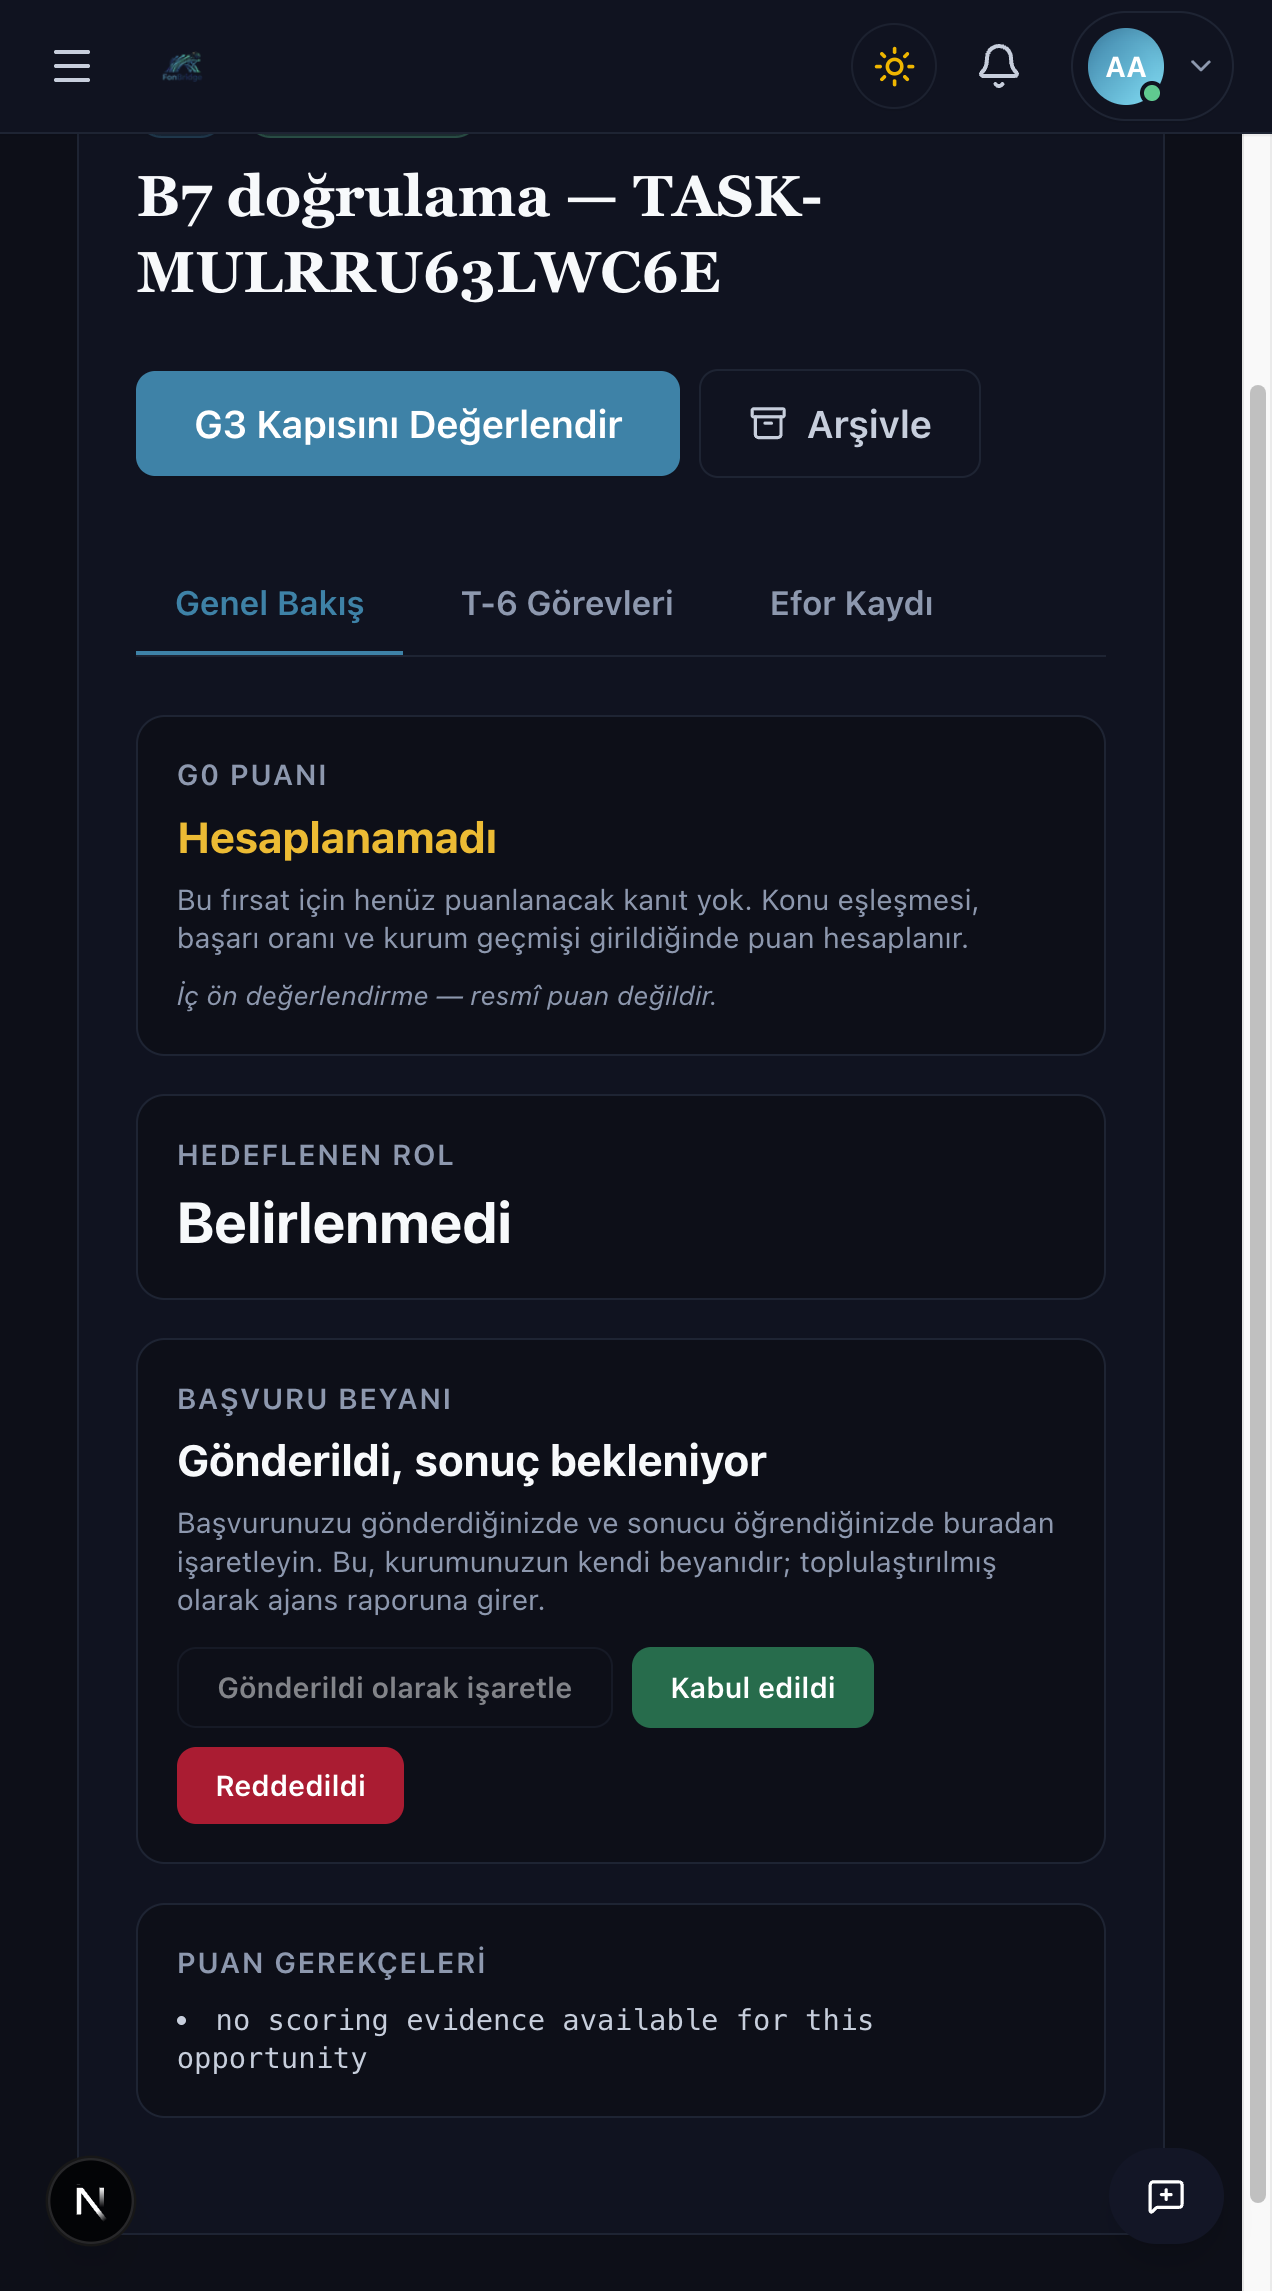 AA
B7 doğrulama — TASK-
MULRRU63LWC6E
G3 Kapısını Değerlendir
Arşivle
Genel Bakış
T-6 Görevleri
Efor Kaydı
G0 PUANI
Hesaplanamadı
Bu fırsat için henüz puanlanacak kanıt yok. Konu eşleşmesi,
başarı oranı ve kurum geçmişi girildiğinde puan hesaplanır.
İç ön değerlendirme — resmî puan değildir.
HEDEFLENEN ROL
Belirlenmedi
BAŞVURU BEYANI
Gönderildi, sonuç bekleniyor
Başvurunuzu gönderdiğinizde ve sonucu öğrendiğinizde buradan
işaretleyin. Bu, kurumunuzun kendi beyanıdır; toplulaştırılmış
olarak ajans raporuna girer.
Gönderildi olarak işaretle
Kabul edildi
Reddedildi
PUAN GEREKÇELERİ
• no scoring evidence available for this
opportunity
N